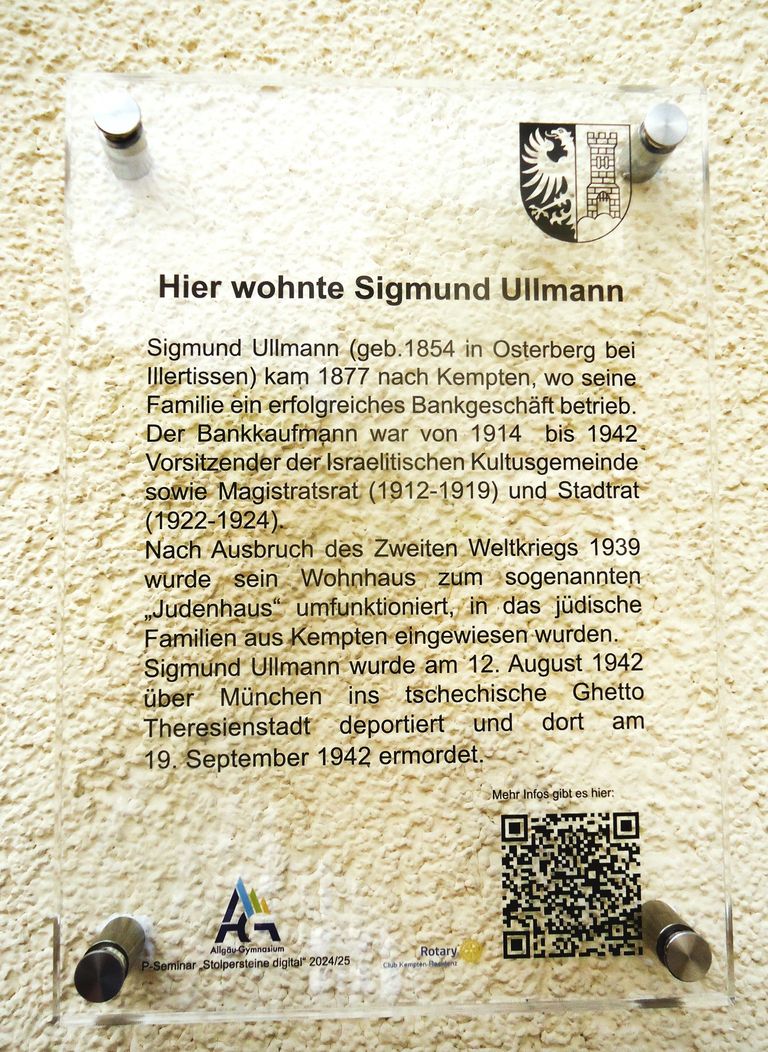 Hier wohnte Sigmund Ullmann
Sigmund Ullmann (geb.1854 in Osterberg bei
Illertissen) kam 1877 nach Kempten, wo seine
Familie ein erfolgreiches Bankgeschäft betrieb.
Der Bankkaufmann war von 1914 bis 1942
Vorsitzender der Israelitischen Kultusgemeinde
sowie Magistratsrat (1912-1919) und Stadtrat
(1922-1924).
Nach Ausbruch des Zweiten Weltkriegs 1939
wurde sein Wohnhaus zum sogenannten
„Judenhaus“ umfunktioniert, in das jüdische
Familien aus Kempten eingewiesen wurden.
Sigmund Ullmann wurde am 12. August 1942
über München ins tschechische Ghetto
Theresienstadt deportiert und dort am
19. September 1942 ermordet.
Mehr Infos gibt es hier:
AG
Allgäu-Gymnasium
P-Seminar „Stolpersteine digital“ 2024/25
Rotary
Club Kempten-Residenz